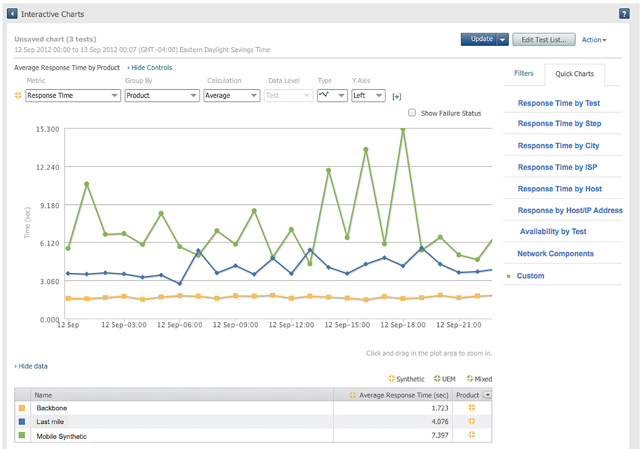 Interactive Charts
?
Unsaved chart (3 tests)
12 Sep 2012 00:00 to 13 Sep 2012 00:07 (GMT -04:00) Eastern Daylight Savings Time
Update
Edit Test List...
Action
Average Response Time by Product › Hide Controls
Metric Group By Calculation Data Level Type Y Axis
Response Time Product Average Test Left [+]
Show Failure Status
Filters Quick Charts
Response Time by Test
Response Time by Step
Response Time by City
Response Time by ISP
Response Time by Host
Response by Host/IP Address
Availability by Test
Network Components
Custom
Time (sec)
15.300
12.240
9.180
6.120
3.060
0.000
12 Sep 12 Sep-03:00 12 Sep-06:00 12 Sep-09:00 12 Sep-12:00 12 Sep-15:00 12 Sep-18:00 12 Sep-21:00
Click and drag in the plot area to zoom in.
› Hide data
Synthetic UEM Mixed
Name Average Response Time (sec) Product
Backbone 1.723
Last mile 4.076
Mobile Synthetic 7.397